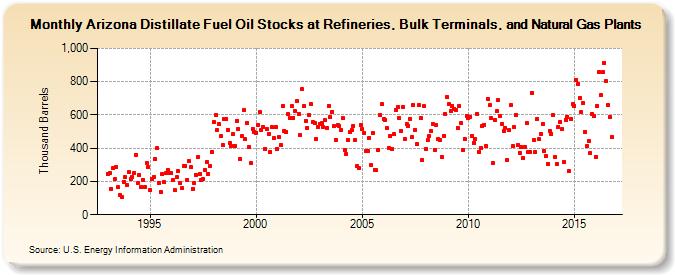 Monthly Arizona Distillate Fuel Oil Stocks at Refineries, Bulk Terminals, and Natural Gas Plants
Thousand Barrels
1,000
800
600
400
200
0
1995 2000 2005 2010 2015
Source: U.S. Energy Information Administration